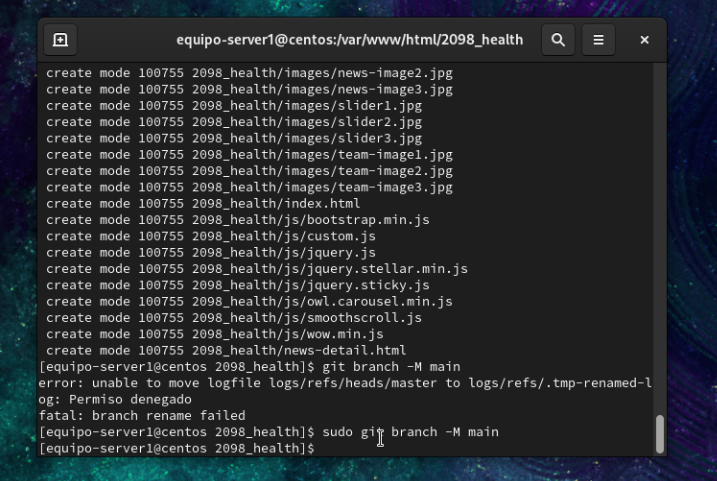 equipo-server1@centos:/var/www/html/2098_health
create mode 100755 2098_health/images/news-image2.jpg
create mode 100755 2098_health/images/news-image3.jpg
create mode 100755 2098_health/images/slider1.jpg
create mode 100755 2098_health/images/slider2.jpg
create mode 100755 2098_health/images/slider3.jpg
create mode 100755 2098_health/images/team-image1.jpg
create mode 100755 2098_health/images/team-image2.jpg
create mode 100755 2098_health/images/team-image3.jpg
create mode 100755 2098_health/index.html
create mode 100755 2098_health/js/bootstrap.min.js
create mode 100755 2098_health/js/custom.js
create mode 100755 2098_health/js/jquery.js
create mode 100755 2098_health/js/jquery.stellar.min.js
create mode 100755 2098_health/js/jquery.sticky.js
create mode 100755 2098_health/js/owl.carousel.min.js
create mode 100755 2098_health/js/smoothscroll.js
create mode 100755 2098_health/js/wow.min.js
create mode 100755 2098_health/news-detail.html
[equipo-server1@centos 2098_health]$ git branch -M main
error: unable to move logfile logs/refs/heads/master to logs/refs/.tmp-renamed-l
og: Permiso denegado
fatal: branch rename failed
[equipo-server1@centos 2098_health]$ sudo git branch -M main
[equipo-server1@centos 2098_health]$